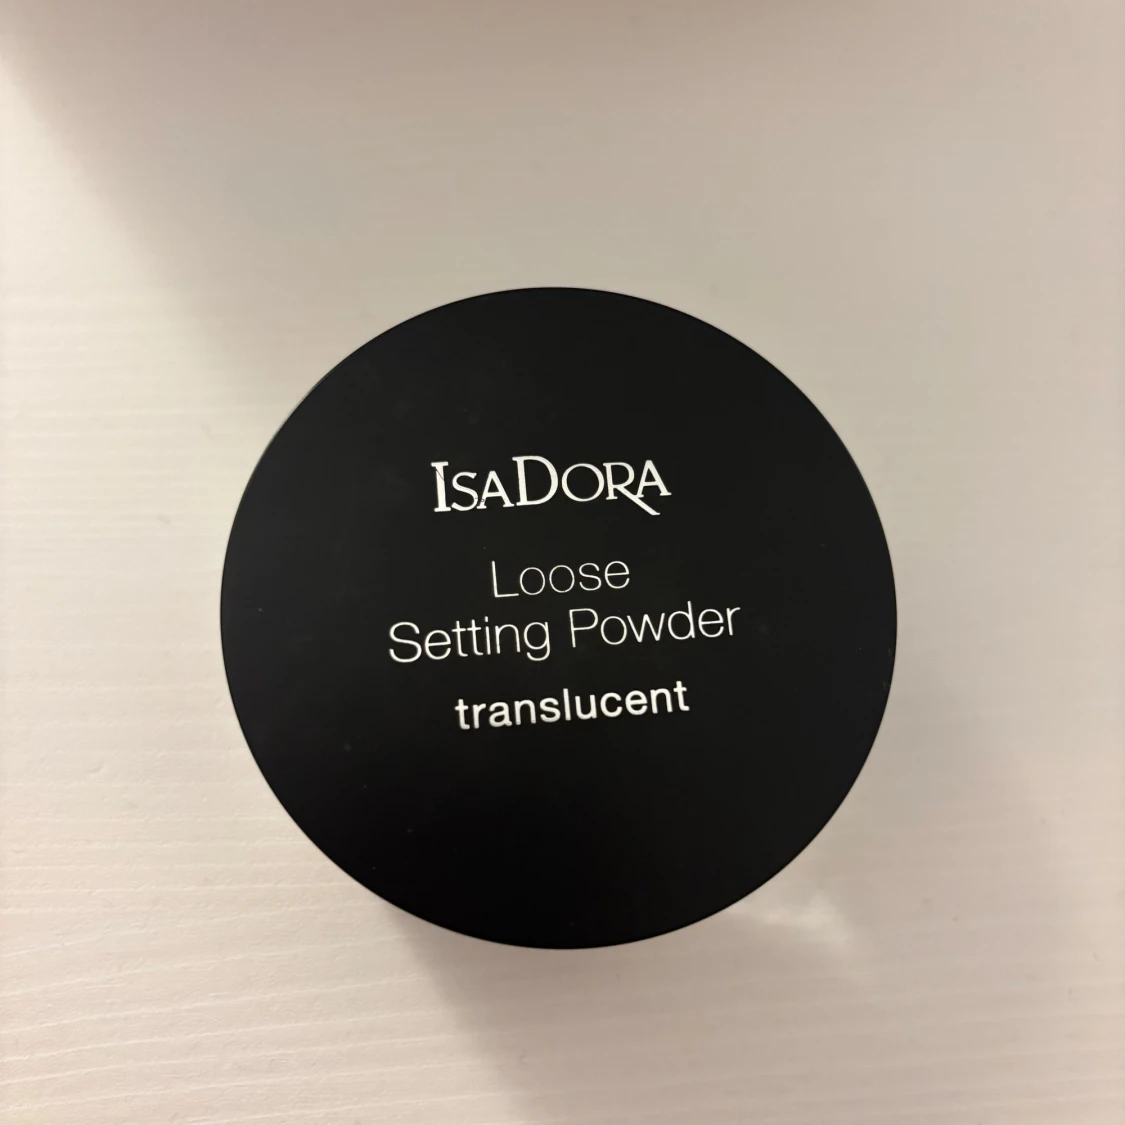 IsaDora
Loose
Setting Powder
translucent